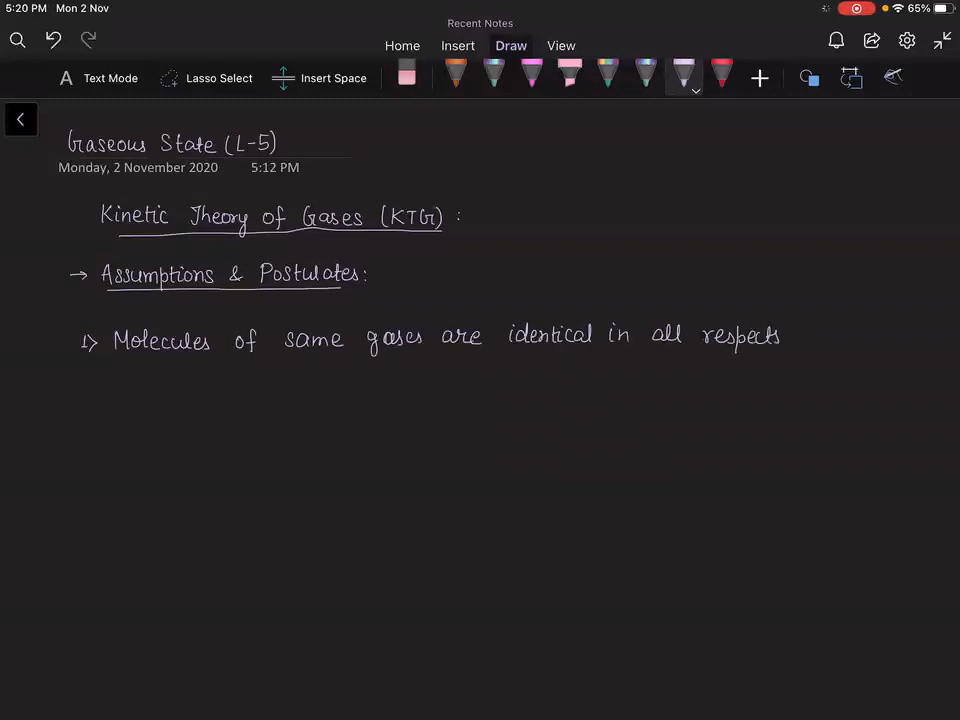 5:20 PM Mon 2 Nov 65%
Recent Notes
Home Insert Draw View
Text Mode Lasso Select Insert Space
Gaseous State (L-5)
Monday, 2 November 2020 5:12 PM
Kinetic Theory of Gases (KTG) :
→ Assumptions & Postulates:
1> Molecules of same gases are identical in all respects